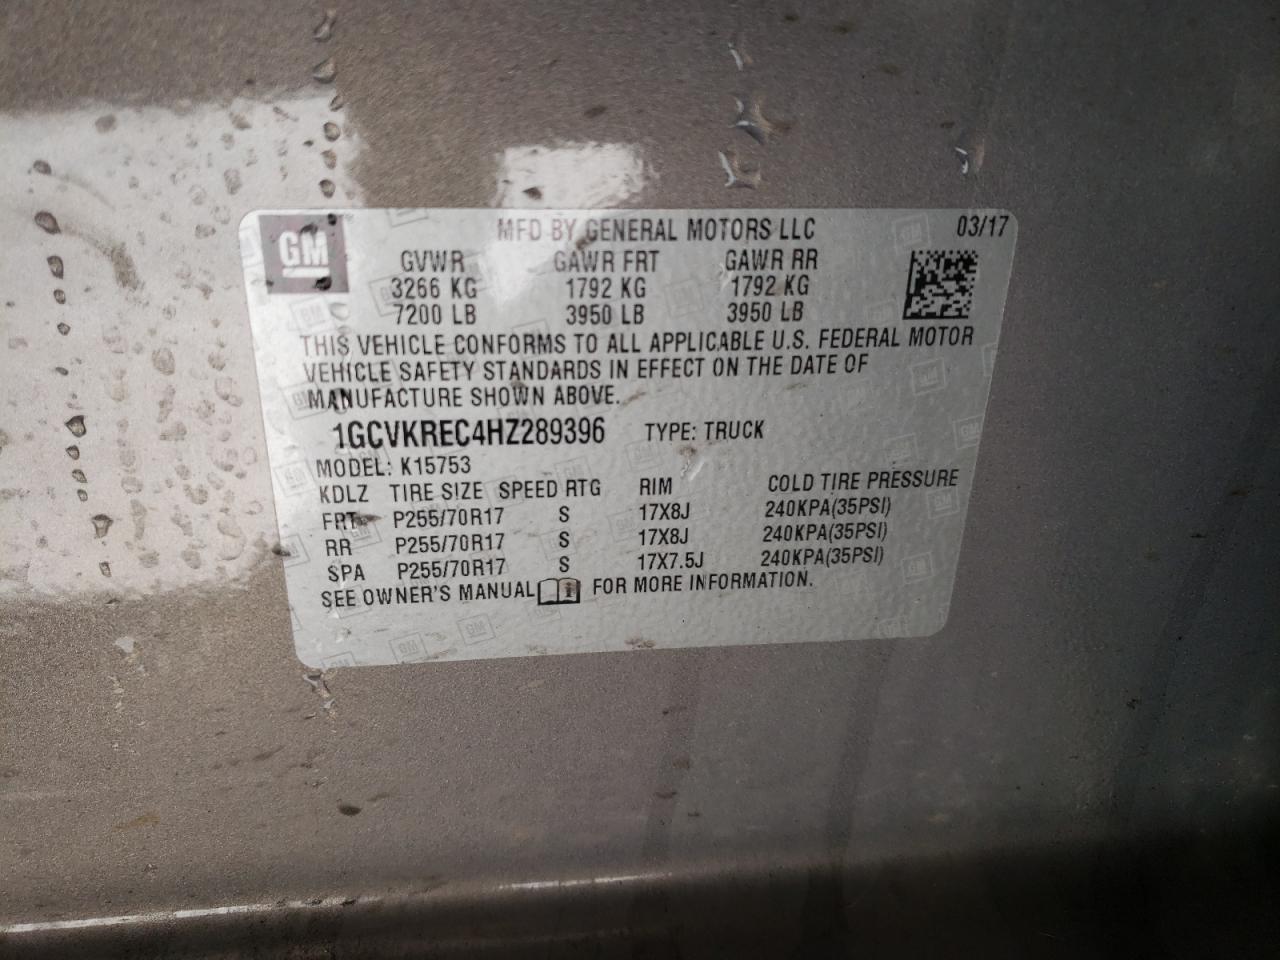 GM MFD BY GENERAL MOTORS LLC 03/17
GVWR GAWR FRT GAWR RR
3266 KG 1792 KG 1792 KG
7200 LB 3950 LB 3950 LB
THIS VEHICLE CONFORMS TO ALL APPLICABLE U.S. FEDERAL MOTOR
VEHICLE SAFETY STANDARDS IN EFFECT ON THE DATE OF
MANUFACTURE SHOWN ABOVE.
1GCVKREC4HZ289396 TYPE: TRUCK
MODEL: K15753
KDLZ TIRE SIZE SPEED RTG RIM COLD TIRE PRESSURE
FRT P255/70R17 S 17X8J 240KPA(35PSI)
RR P255/70R17 S 17X8J 240KPA(35PSI)
SPA P255/70R17 S 17X7.5J 240KPA(35PSI)
SEE OWNER'S MANUAL FOR MORE INFORMATION.